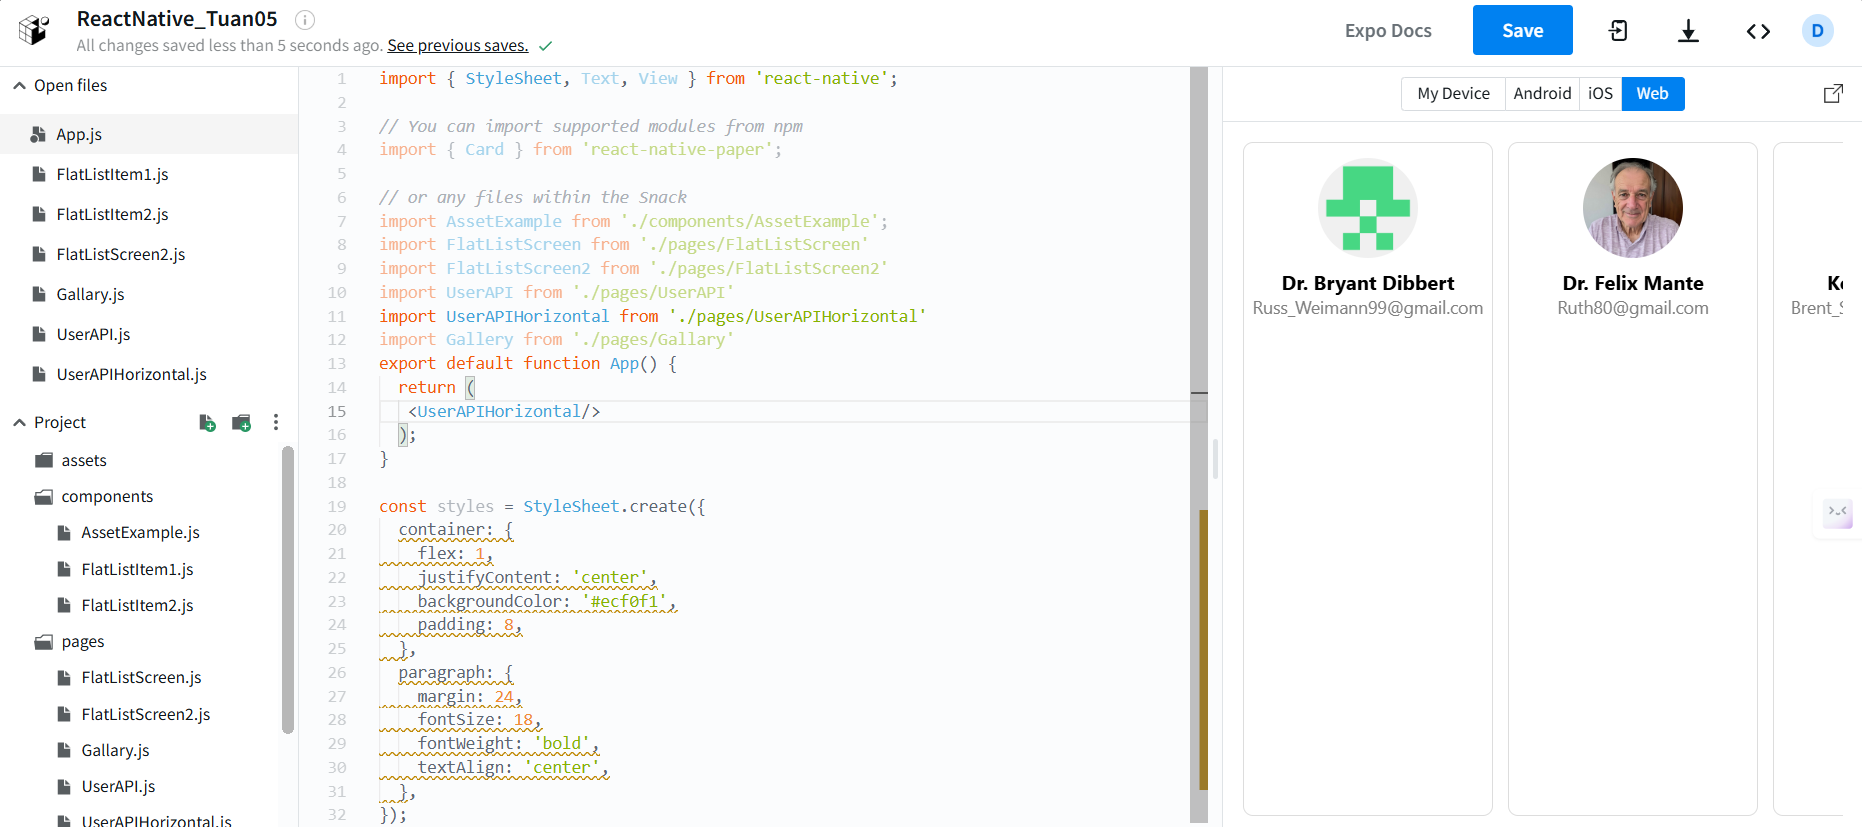 ReactNative_Tuan05
All changes saved less than 5 seconds ago. See previous saves.
Expo Docs
Save
D
Open files
App.js
FlatListItem1.js
FlatListItem2.js
FlatListScreen2.js
Gallary.js
UserAPI.js
UserAPIHorizontal.js
Project
assets
components
AssetExample.js
FlatListItem1.js
FlatListItem2.js
pages
FlatListScreen.js
FlatListScreen2.js
Gallary.js
UserAPI.js
UserAPIHorizontal.js
1 import { StyleSheet, Text, View } from 'react-native';
2
3 // You can import supported modules from npm
4 import { Card } from 'react-native-paper';
5
6 // or any files within the Snack
7 import AssetExample from './components/AssetExample';
8 import FlatListScreen from './pages/FlatListScreen'
9 import FlatListScreen2 from './pages/FlatListScreen2'
10 import UserAPI from './pages/UserAPI'
11 import UserAPIHorizontal from './pages/UserAPIHorizontal'
12 import Gallery from './pages/Gallary'
13 export default function App() {
14 return (
15 <UserAPIHorizontal/>
16 );
17 }
18
19 const styles = StyleSheet.create({
20 container: {
21 flex: 1,
22 justifyContent: 'center',
23 backgroundColor: '#ecf0f1',
24 padding: 8,
25 },
26 paragraph: {
27 margin: 24,
28 fontSize: 18,
29 fontWeight: 'bold',
30 textAlign: 'center',
31 },
32 });
My Device
Android
iOS
Web
Dr. Bryant Dibbert
Russ_Weimann99@gmail.com
Dr. Felix Mante
Ruth80@gmail.com